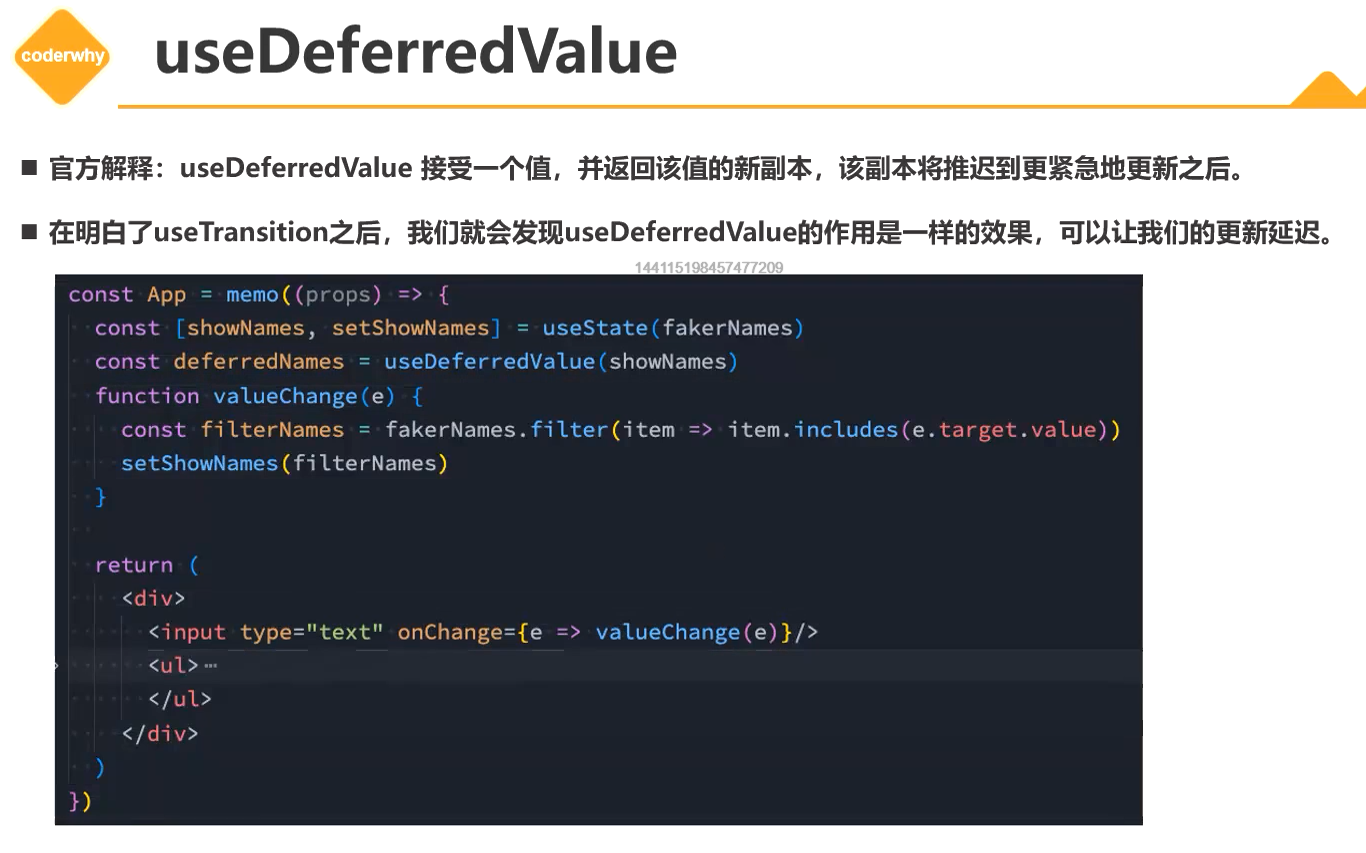 coderwhy
useDeferredValue
官方解释：useDeferredValue 接受一个值，并返回该值的新副本，该副本将推迟到更紧急地更新之后。
在明白了useTransition之后，我们就会发现useDeferredValue的作用是一样的效果，可以让我们的更新延迟。
144115198457477209
const App = memo((props) => {
  const [showNames, setShowNames] = useState(fakerNames)
  const deferredNames = useDeferredValue(showNames)
  function valueChange(e) {
    const filterNames = fakerNames.filter(item => item.includes(e.target.value))
    setShowNames(filterNames)
  }
  return (
    <div>
      <input type="text" onChange={e => valueChange(e)}/>
      <ul>…
      </ul>
    </div>
  )
})